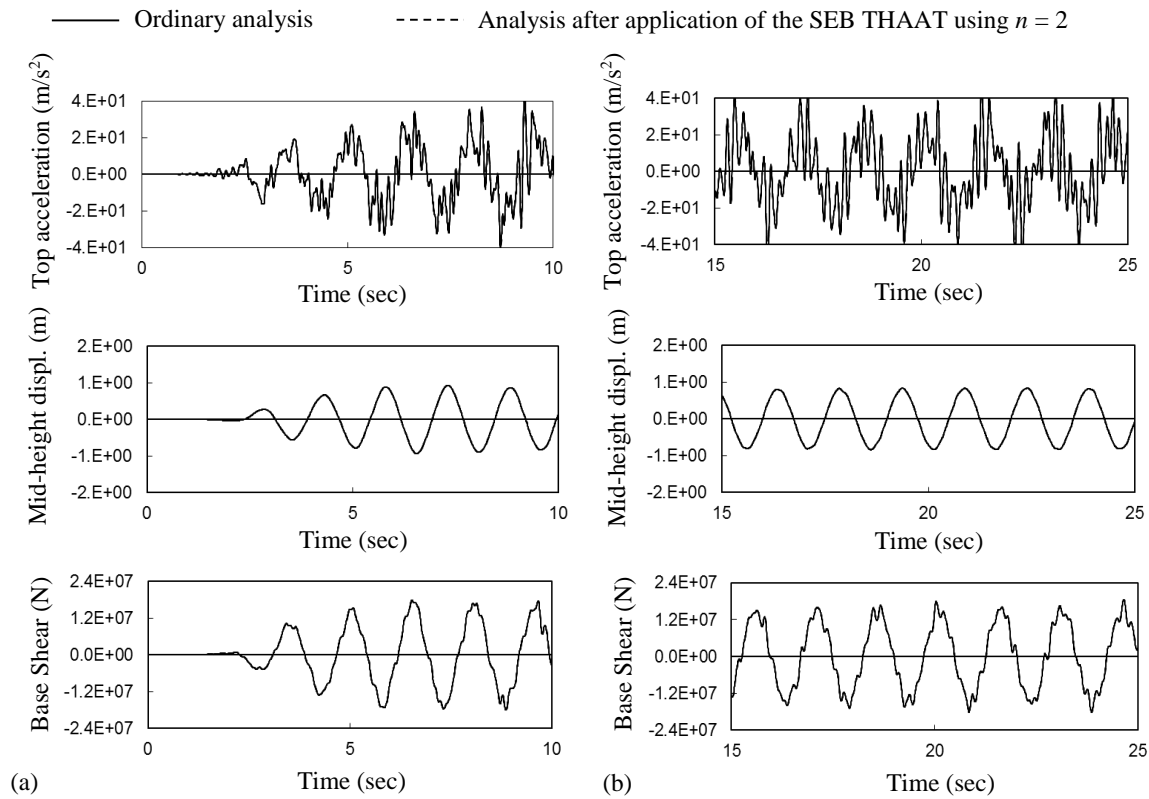 Ordinary analysis
Analysis after application of the SEB THAAT using n = 2
Top acceleration (m/s²)
4.E+01
2.E+01
0.E+00
-2.E+01
-4.E+01
0
5
10
Time (sec)
Top acceleration (m/s²)
4.E+01
2.E+01
0.E+00
-2.E+01
-4.E+01
15
20
25
Time (sec)
Mid-height displ. (m)
2.E+00
1.E+00
0.E+00
-1.E+00
-2.E+00
0
5
10
Time (sec)
Mid-height displ. (m)
2.E+00
1.E+00
0.E+00
-1.E+00
-2.E+00
15
20
25
Time (sec)
Base Shear (N)
2.4E+07
1.2E+07
0.0E+00
-1.2E+07
-2.4E+07
0
5
10
Time (sec)
Base Shear (N)
2.4E+07
1.2E+07
0.0E+00
-1.2E+07
-2.4E+07
15
20
25
Time (sec)
(a)
(b)